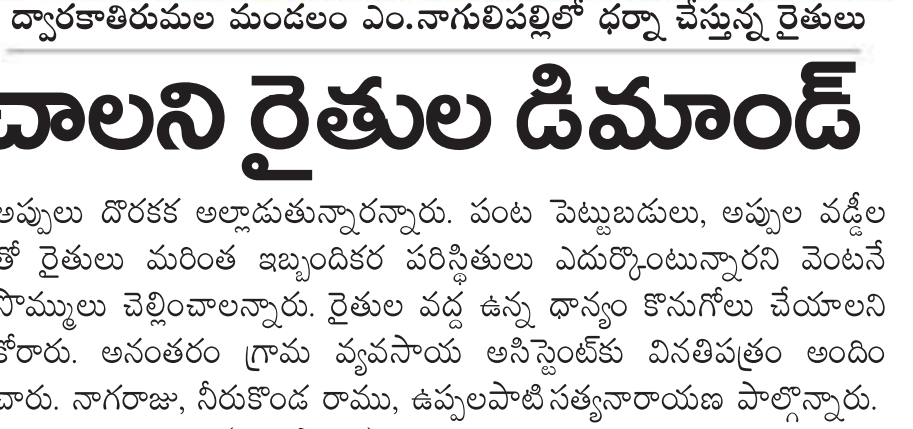 ద్వారకాతిరుమల మండలం ఎం.నాగులిపల్లిలో ధర్నా చేస్తున్న రైతులు
చాలని రైతుల డిమాండ్
అప్పులు దొరకక అల్లాడుతున్నారన్నారు. పంట పెట్టుబడులు, అప్పుల వడ్డీల
తో రైతులు మరింత ఇబ్బందికర పరిస్థితులు ఎదుర్కొంటున్నారని వెంటనే
సొమ్ములు చెల్లించాలన్నారు. రైతుల వద్ద ఉన్న ధాన్యం కొనుగోలు చేయాలని
కోరారు. అనంతరం గ్రామ వ్యవసాయ అసిస్టెంట్‌కు వినతిపత్రం అందిం
చారు. నాగరాజు, నీరుకొండ రాము, ఉప్పలపాటి సత్యనారాయణ పాల్గొన్నారు.